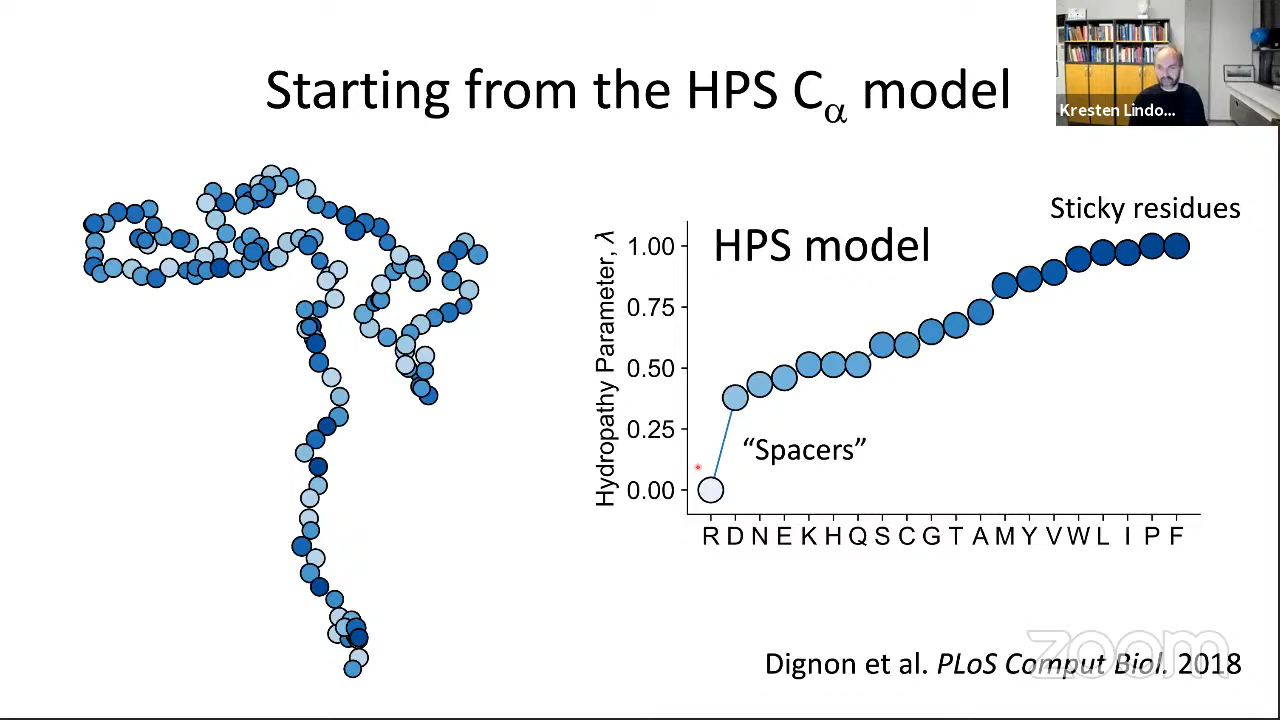 Starting from the HPS Cα model
Kresten Lindo...
Sticky residues
HPS model
Hydropathy Parameter, λ
1.00
0.75
0.50
0.25
0.00
“Spacers”
R D N E K H Q S C G T A M Y V W L I P F
Dignon et al. PLoS Comput Biol. 2018
zoom